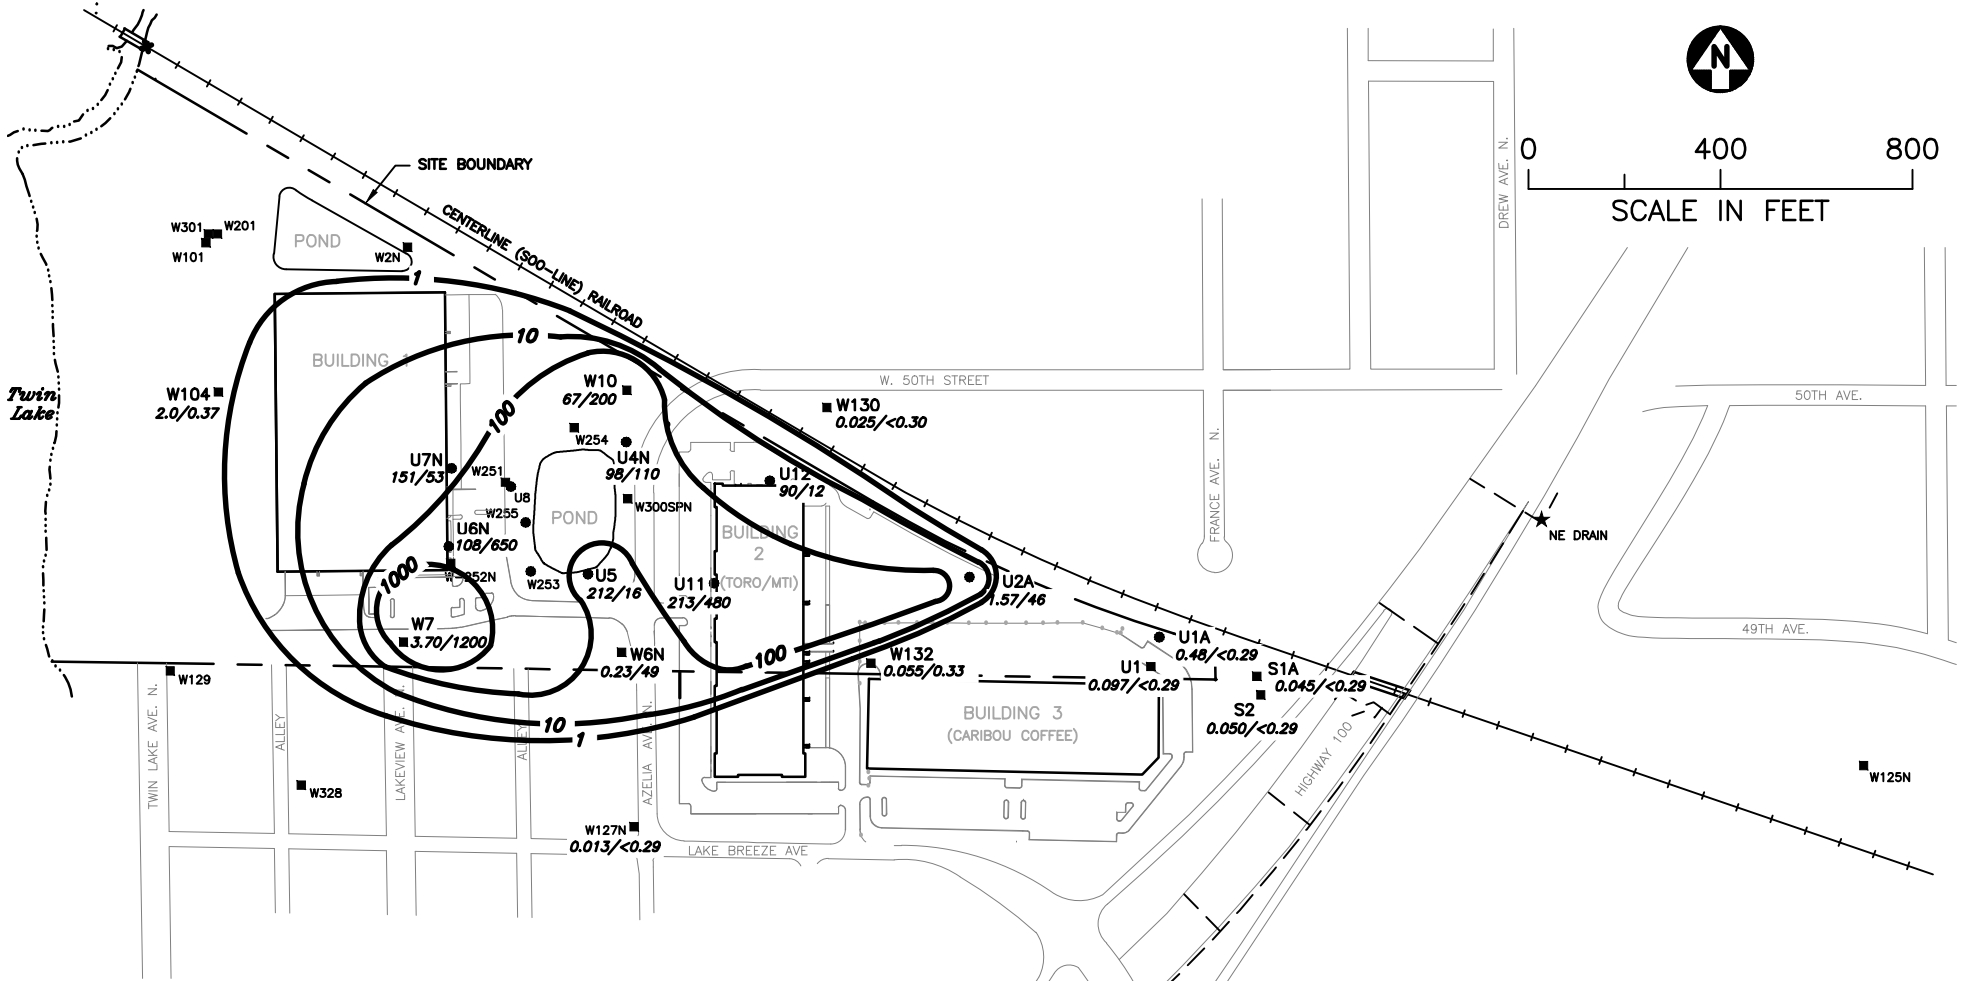 N
0 400 800
SCALE IN FEET
SITE BOUNDARY
CENTERLINE (SOO-LINE) RAILROAD
DREW AVE. N.
W301
W201
W101
POND
W2N
1
10
BUILDING 1
Twin
Lake
W104
2.0/0.37
100
W10
67/200
W. 50TH STREET
W130
0.025/<0.30
50TH AVE.
W254
U4N
98/110
U7N
151/53
W251
U8
W255
W300SPN
U12
90/12
POND
BUILDING
2
(TORO/MTI)
FRANCE AVE. N.
NE DRAIN
U6N
108/650
W252N
W253
U5
212/16
U11
213/480
U2A
1.57/46
1000
W7
3.70/1200
W6N
0.23/49
100
W132
0.055/0.33
U1A
0.48/<0.29
U1
0.097/<0.29
S1A
0.045/<0.29
S2
0.050/<0.29
49TH AVE.
W129
BUILDING 3
(CARIBOU COFFEE)
10
1
HIGHWAY 100
TWIN LAKE AVE. N.
ALLEY
LAKEVIEW AVE. N.
ALLEY
AZELIA AVE. N.
W125N
W328
W127N
0.013/<0.29
LAKE BREEZE AVE